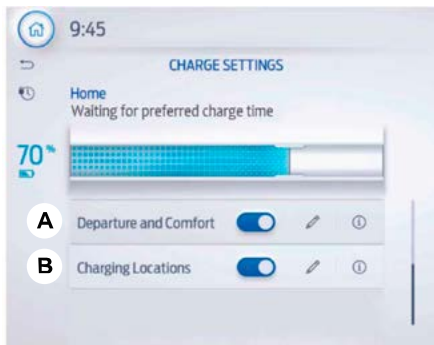 9:45
CHARGE SETTINGS
Home
Waiting for preferred charge time
70%
A Departure and Comfort
B Charging Locations